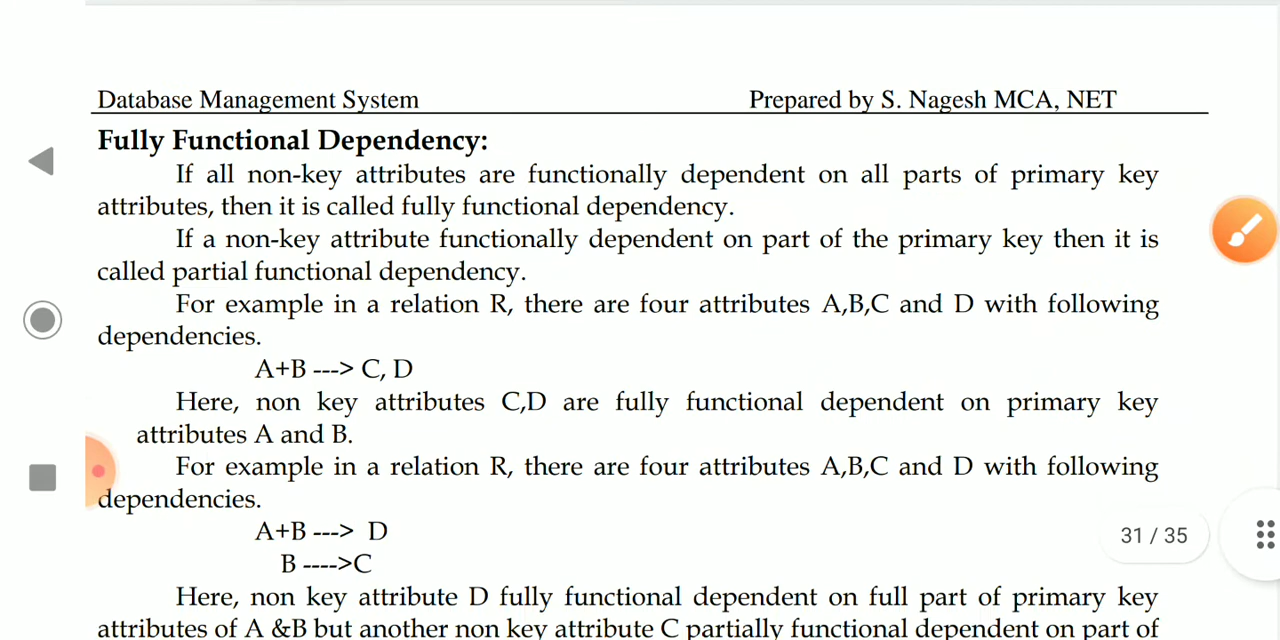 Database Management System Prepared by S. Nagesh MCA, NET
Fully Functional Dependency:
If all non-key attributes are functionally dependent on all parts of primary key
attributes, then it is called fully functional dependency.
If a non-key attribute functionally dependent on part of the primary key then it is
called partial functional dependency.
For example in a relation R, there are four attributes A,B,C and D with following
dependencies.
A+B ---> C, D
Here, non key attributes C,D are fully functional dependent on primary key
attributes A and B.
For example in a relation R, there are four attributes A,B,C and D with following
dependencies.
A+B ---> D
B ---->C
31 / 35
Here, non key attribute D fully functional dependent on full part of primary key
attributes of A &B but another non key attribute C partially functional dependent on part of